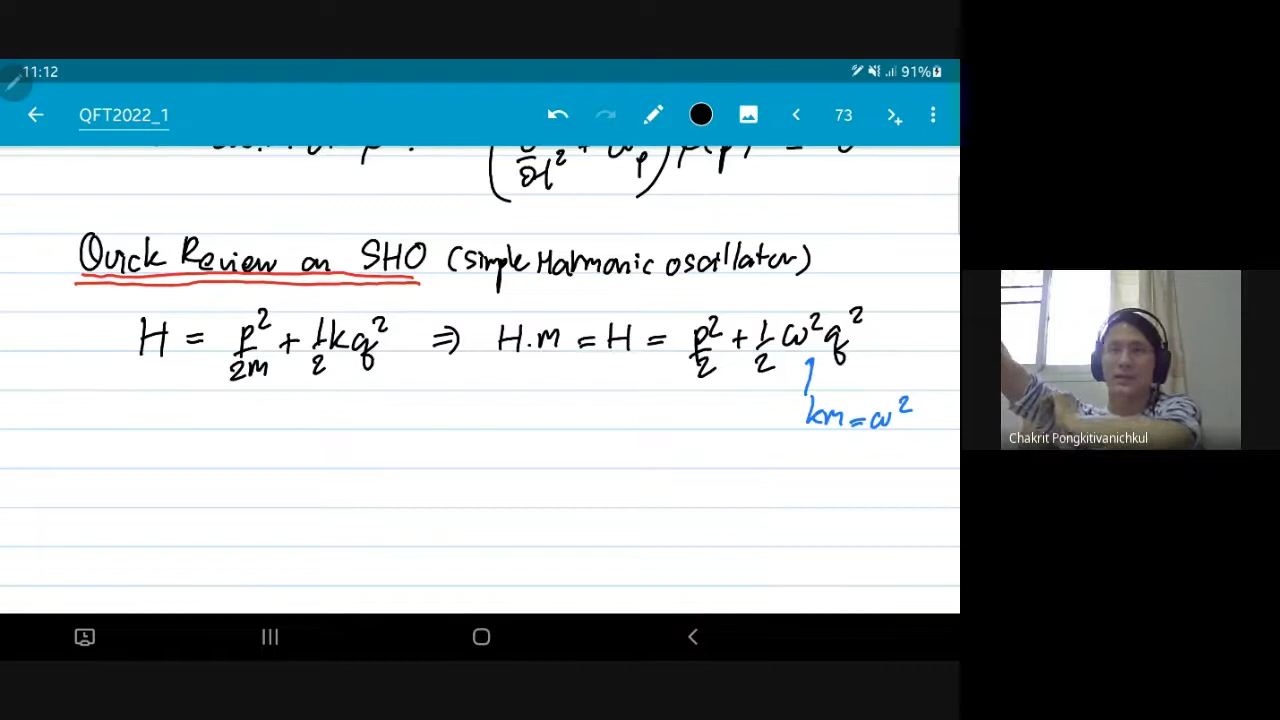 11:12 91%
QFT2022_1 73
Quick Review on SHO (simple Harmonic oscillator)
H = p²/2m + 1/2 kq² ⇒ H.m = H = p²/2 + 1/2 ω²q²
km = ω²
Chakrit Pongkitivanichkul